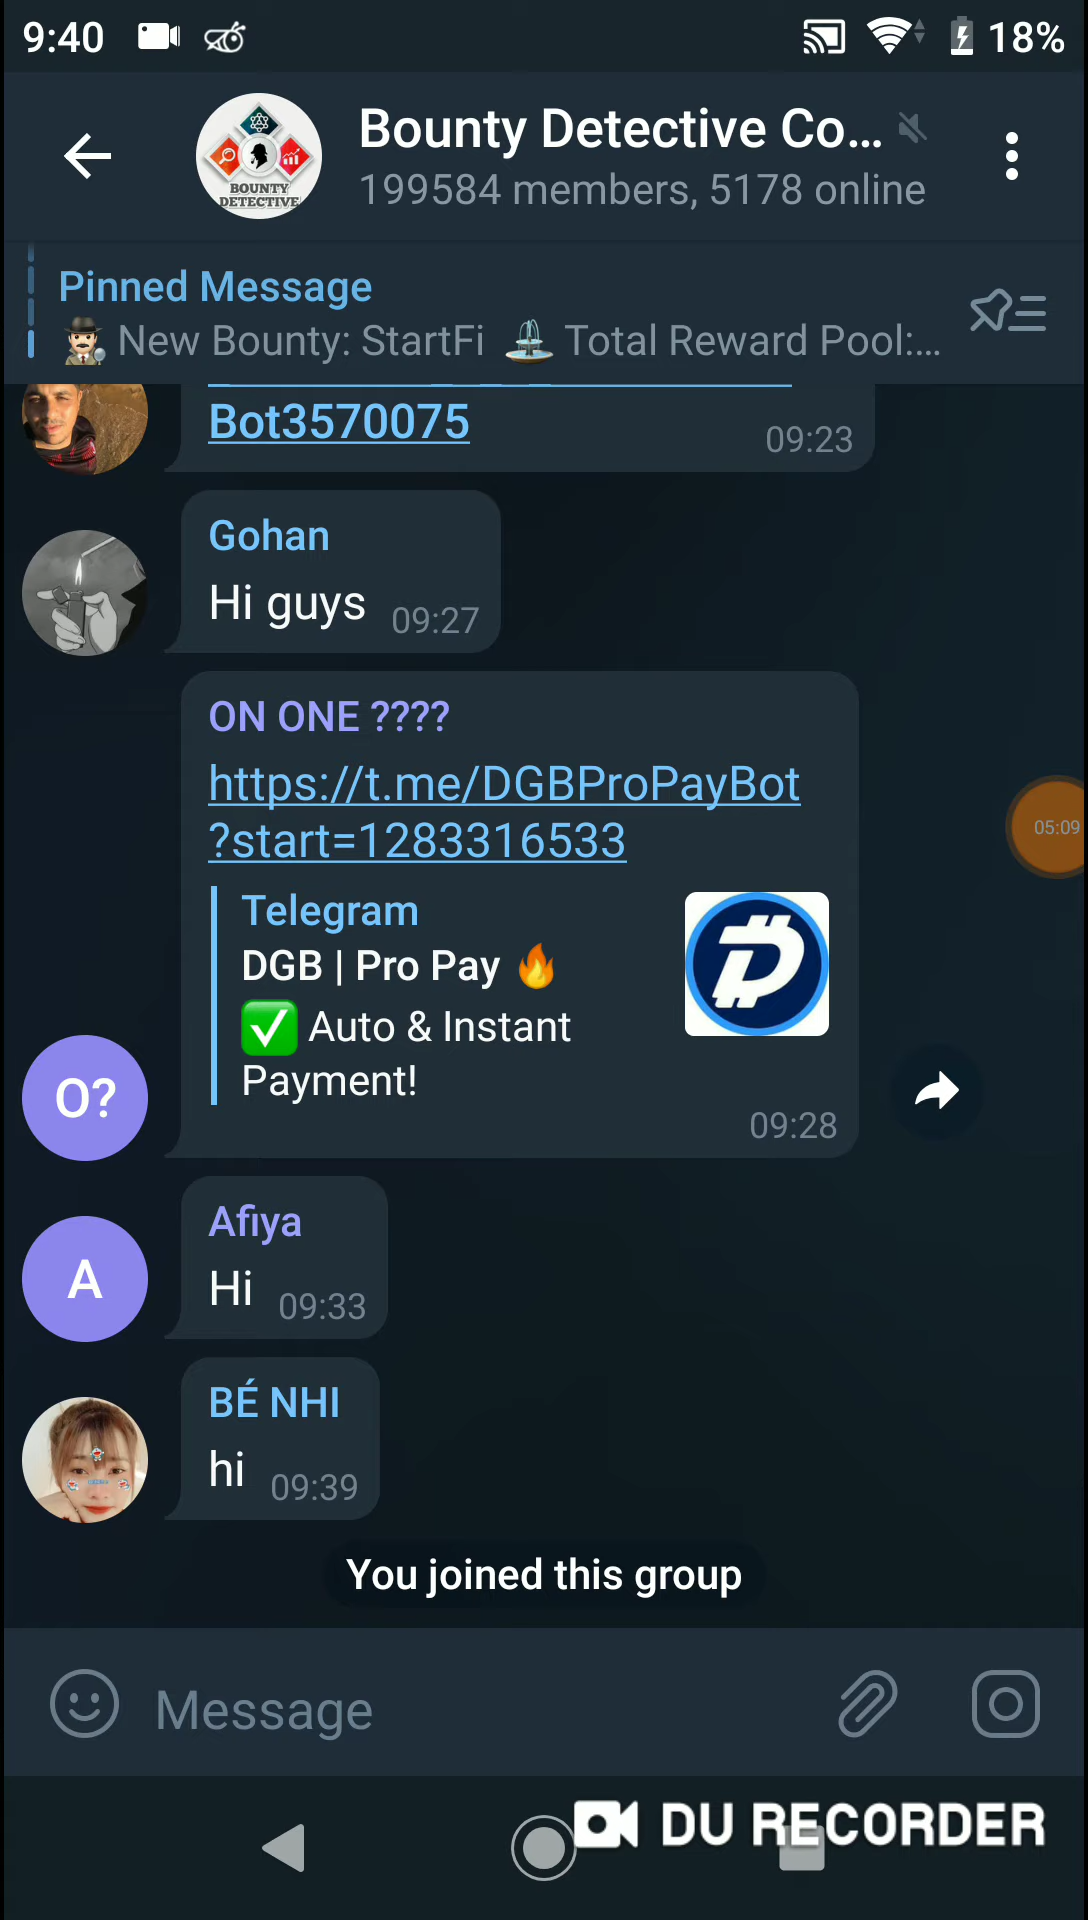 9:40
18%
Bounty Detective Co...
199584 members, 5178 online
BOUNTY
DETECTIVE
Pinned Message
New Bounty: StartFi Total Reward Pool:...
Bot3570075
09:23
Gohan
Hi guys 09:27
ON ONE ????
https://t.me/DGBProPayBot
?start=1283316533
Telegram
DGB | Pro Pay 🔥
✅ Auto & Instant
Payment!
09:28
05:09
O?
Afiya
A
Hi 09:33
BÉ NHI
hi 09:39
You joined this group
Message
DU RECORDER